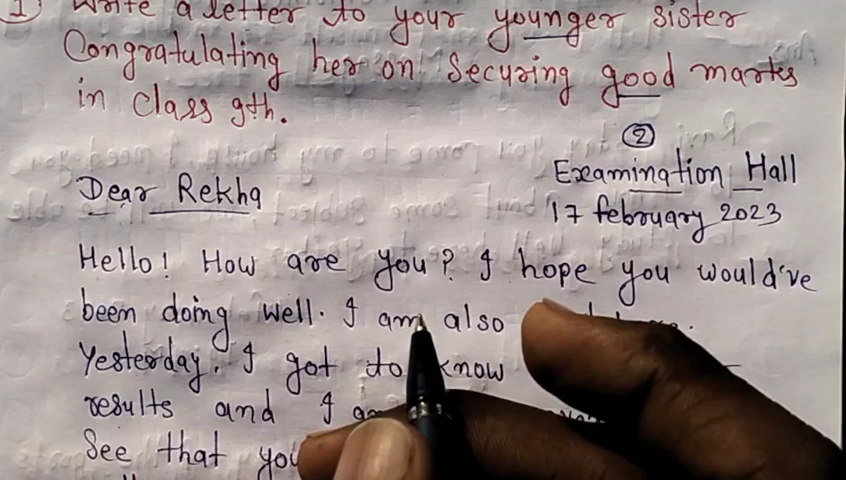 1) Write a letter to your younger sister
Congratulating her on securing good marks
in class 9th.
②
Examination Hall
17 february 2023
Dear Rekha
Hello! How are you? I hope you would've
been doing well. I am also
Yesterday. I got to know
results and I am
See that you